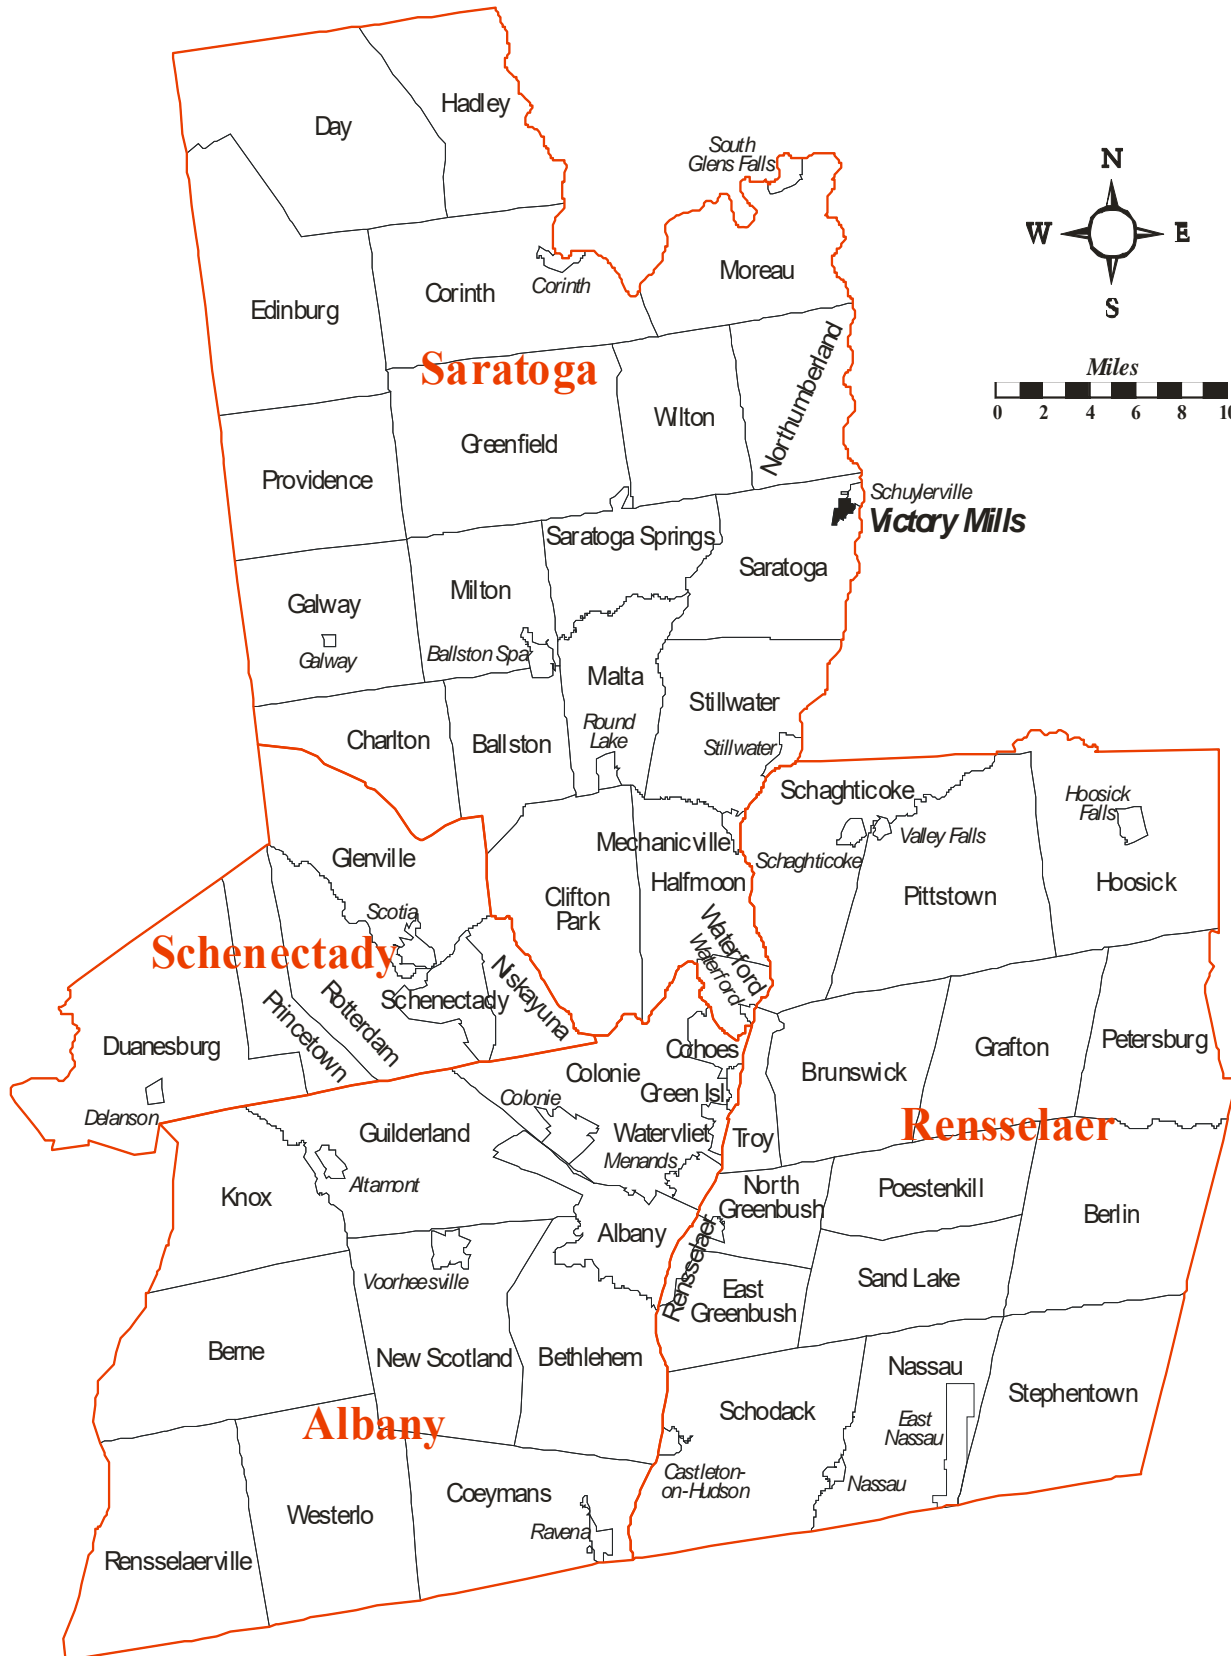 Hadley
Day
South
Glens Falls
N
W
E
S
Moreau
Corinth
Corinth
Edinburg
Saratoga
Miles
0 2 4 6 8 10
Northumberland
Wilton
Greenfield
Providence
Schuylerville
Victory Mills
Saratoga Springs
Saratoga
Milton
Galway
Galway
Ballston Spa
Malta
Stillwater
Round
Lake
Stillwater
Charlton
Ballston
Schaghticoke
Hoosick
Falls
Mechanicville
Valley Falls
Schaghticoke
Glenville
Halfmoon
Hoosick
Clifton
Park
Pittstown
Scotia
Waterford
Waterford
Schenectady
Niskayuna
Schenectady
Rotterdam
Princetown
Duanesburg
Cohoes
Grafton
Petersburg
Colonie
Brunswick
Green Isl.
Colonie
Delanson
Rensselaer
Guilderland
Watervliet
Troy
Menands
Altamont
Knox
North
Greenbush
Poestenkill
Berlin
Albany
Rensselaer
Voorheesville
Sand Lake
East
Greenbush
Berne
New Scotland
Bethlehem
Nassau
Stephentown
Albany
Schodack
East
Nassau
Castleton-
on-Hudson
Nassau
Coeymans
Westerlo
Ravena
Rensselaerville